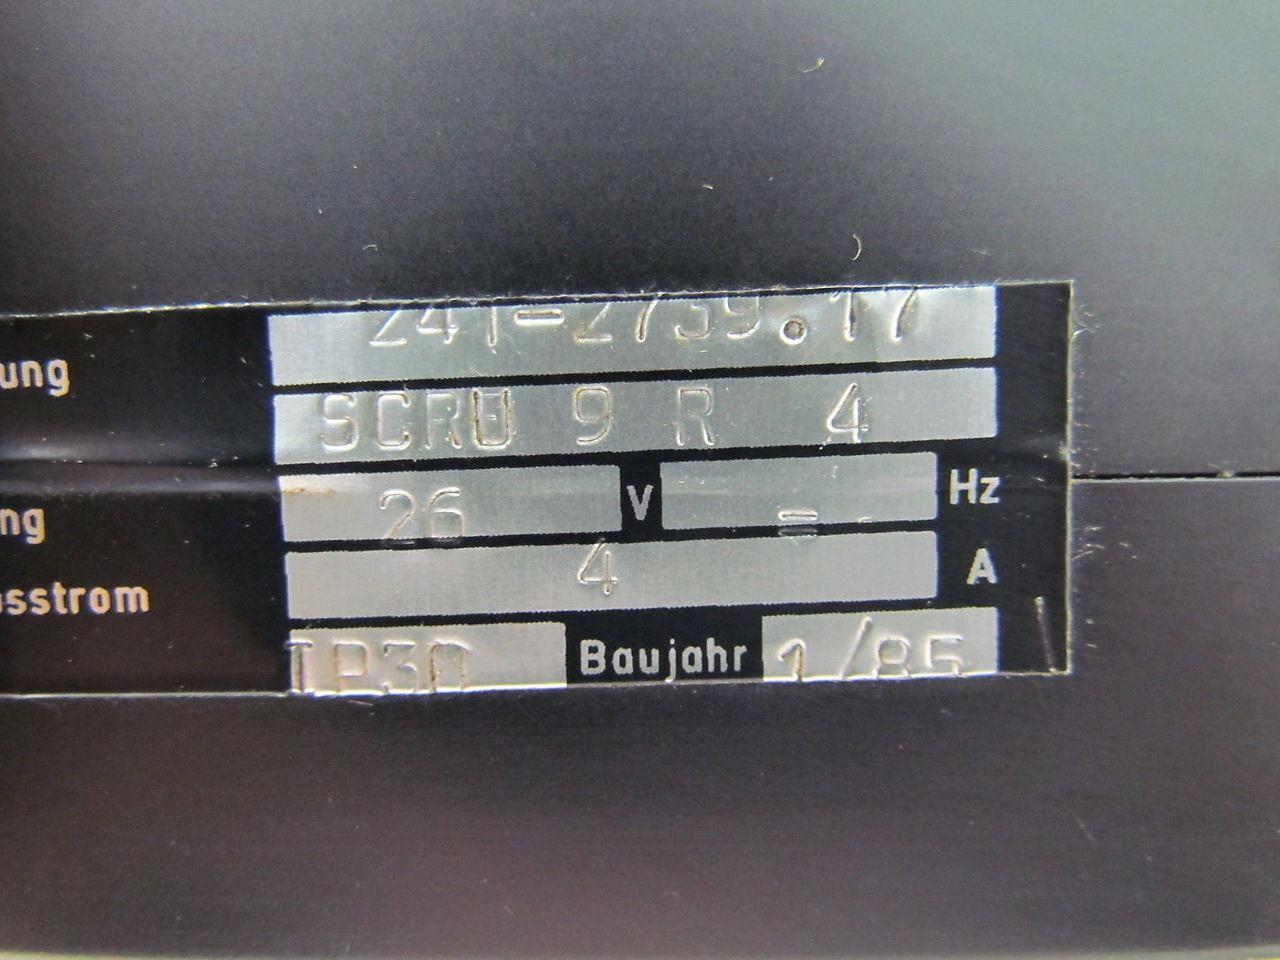 241-2739.17
ung SCRU 9 R 4
ng 26 V = Hz
sstrom 4 A
IP30 Baujahr 1/85